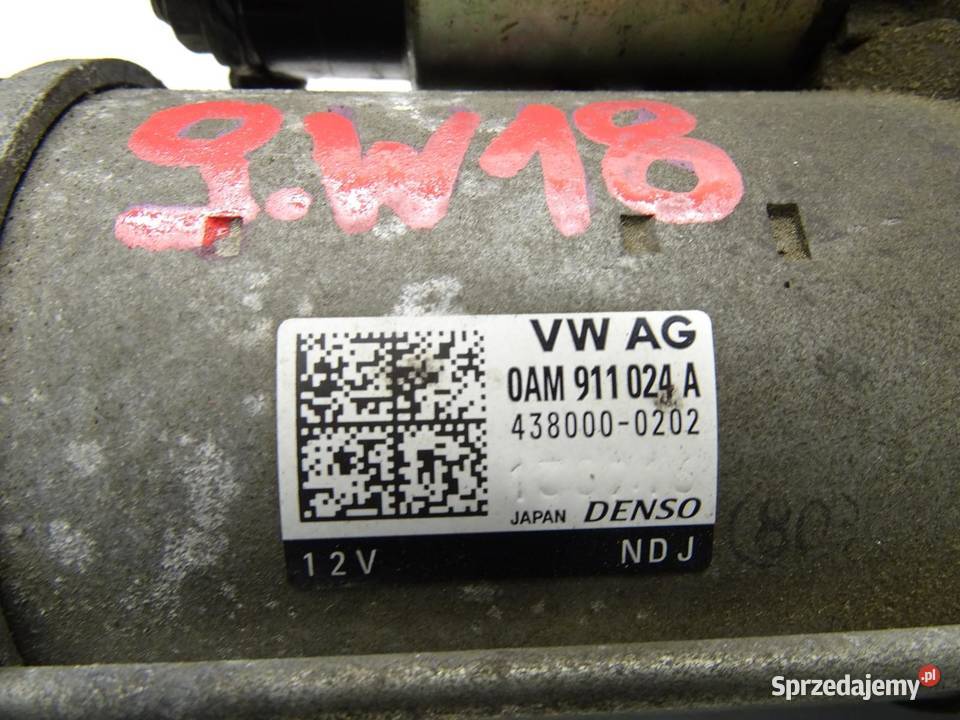 9.W18
VW AG
0AM 911 024 A
438000-0202
JAPAN DENSO
12V NDJ
Sprzedajemy.pl